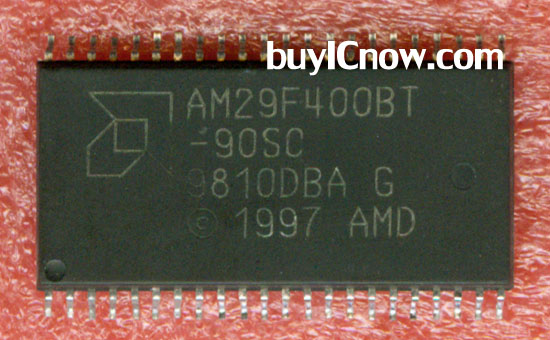 buyICnow.com
AM29F400BT
-90SC
9810DBA G
© 1997 AMD